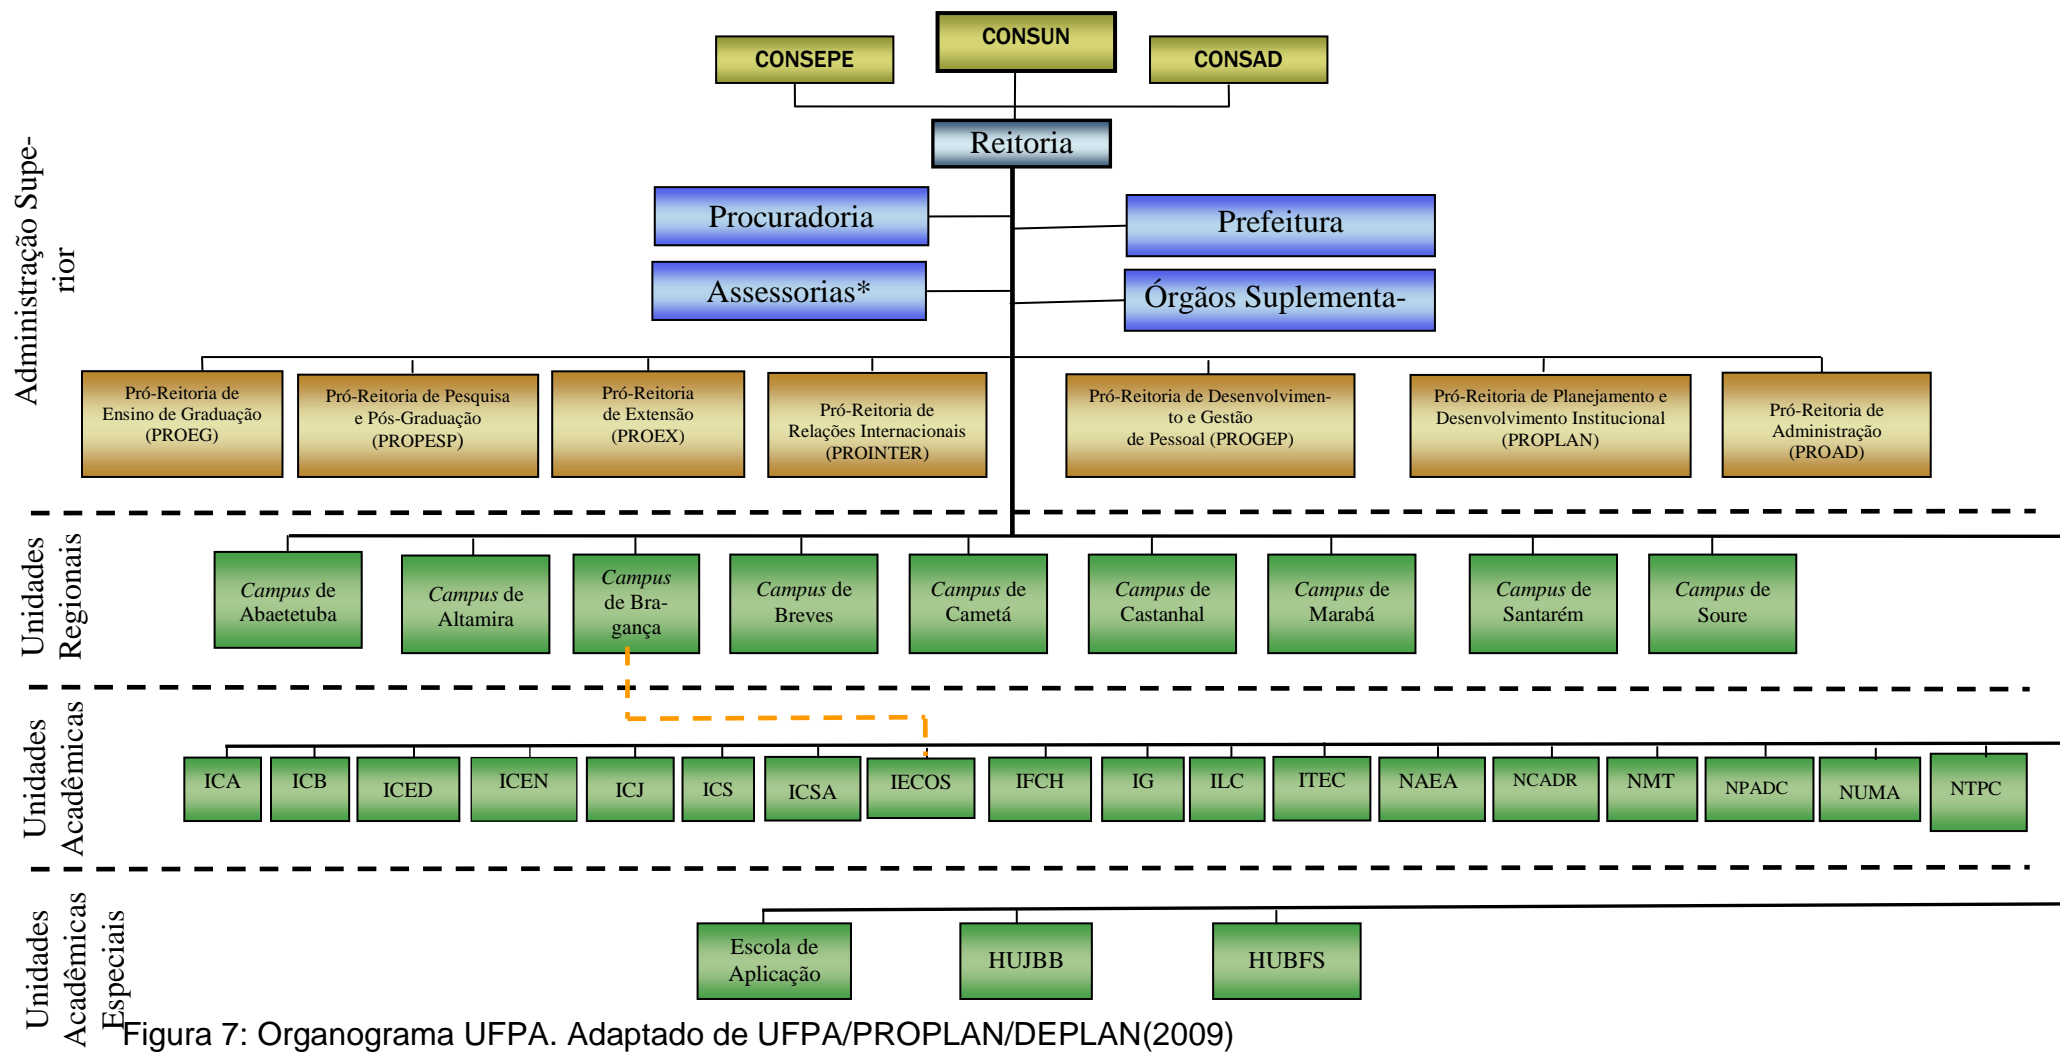 CONSEPE
CONSUN
CONSAD
Reitoria
Administração Supe-
rior
Procuradoria
Prefeitura
Assessorias*
Órgãos Suplementa-
Pró-Reitoria de
Ensino de Graduação
(PROEG)
Pró-Reitoria de Pesquisa
e Pós-Graduação
(PROPESP)
Pró-Reitoria
de Extensão
(PROEX)
Pró-Reitoria de
Relações Internacionais
(PROINTER)
Pró-Reitoria de Desenvolvimen-
to e Gestão
de Pessoal (PROGEP)
Pró-Reitoria de Planejamento e
Desenvolvimento Institucional
(PROPLAN)
Pró-Reitoria de
Administração
(PROAD)
Unidades
Regionais
Campus de
Abaetetuba
Campus de
Altamira
Campus
de Bra-
gança
Campus de
Breves
Campus de
Cametá
Campus de
Castanhal
Campus de
Marabá
Campus de
Santarém
Campus de
Soure
Unidades
Acadêmicas
ICA
ICB
ICED
ICEN
ICJ
ICS
ICSA
IECOS
IFCH
IG
ILC
ITEC
NAEA
NCADR
NMT
NPADC
NUMA
NTPC
Unidades
Acadêmicas
Especiais
Escola de
Aplicação
HUJBB
HUBFS
Figura 7: Organograma UFPA. Adaptado de UFPA/PROPLAN/DEPLAN(2009)